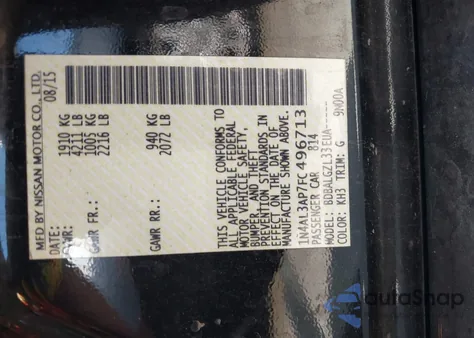 MFD BY NISSAN MOTOR CO., LTD.
DATE: 08/15
GVWR: 1910 KG
4211 LB
GAWR FR.: 1005 KG
2216 LB
GAWR RR.: 940 KG
2072 LB
THIS VEHICLE CONFORMS TO
ALL APPLICABLE FEDERAL
MOTOR VEHICLE SAFETY,
BUMPER, AND THEFT
PREVENTION STANDARDS IN
EFFECT ON THE DATE OF
MANUFACTURE SHOWN ABOVE.
1N4AL3AP7FC496713
PASSENGER CAR 814
MODEL: BDBALGZL33EUA-----
COLOR: KH3 TRIM: G 9N00A
AutoShap